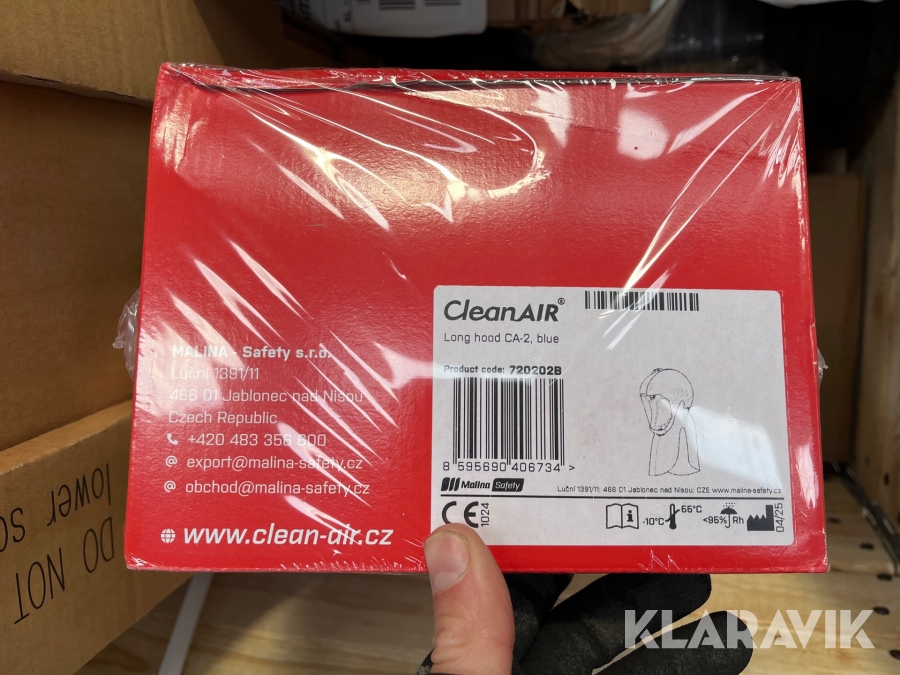 MALINA - Safety s.r.o.
Luční 1391/11
466 01 Jablonec nad Nisou
Czech Republic
+420 483 356 600
export@malina-safety.cz
obchod@malina-safety.cz
www.clean-air.cz
CleanAIR®
Long hood CA-2, blue
Product code: 720202B
8 595690 406734 >
Malina Safety
Luční 1391/11; 466 01 Jablonec nad Nisou; CZE www.malina-safety.cz
CE 1024
i
-10°C 55°C
<95% Rh
04/25
DO NOT
lower so
KLARAVIK